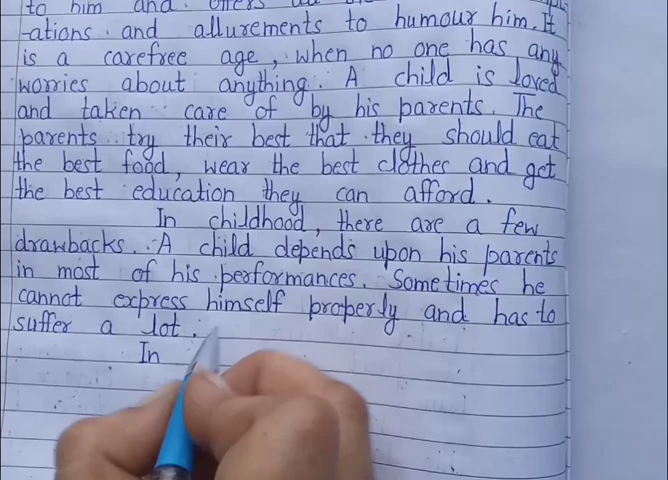 to him and offers all
-ations and allurements to humour him. It
is a carefree age, when no one has any
worries about anything. A child is loved
and taken care of by his parents. The
parents try their best that they should eat
the best food, wear the best clothes and get
the best education they can afford.
In childhood, there are a few
drawbacks. A child depends upon his parents
in most of his performances. Sometimes he
cannot express himself properly and has to
suffer a lot.
In